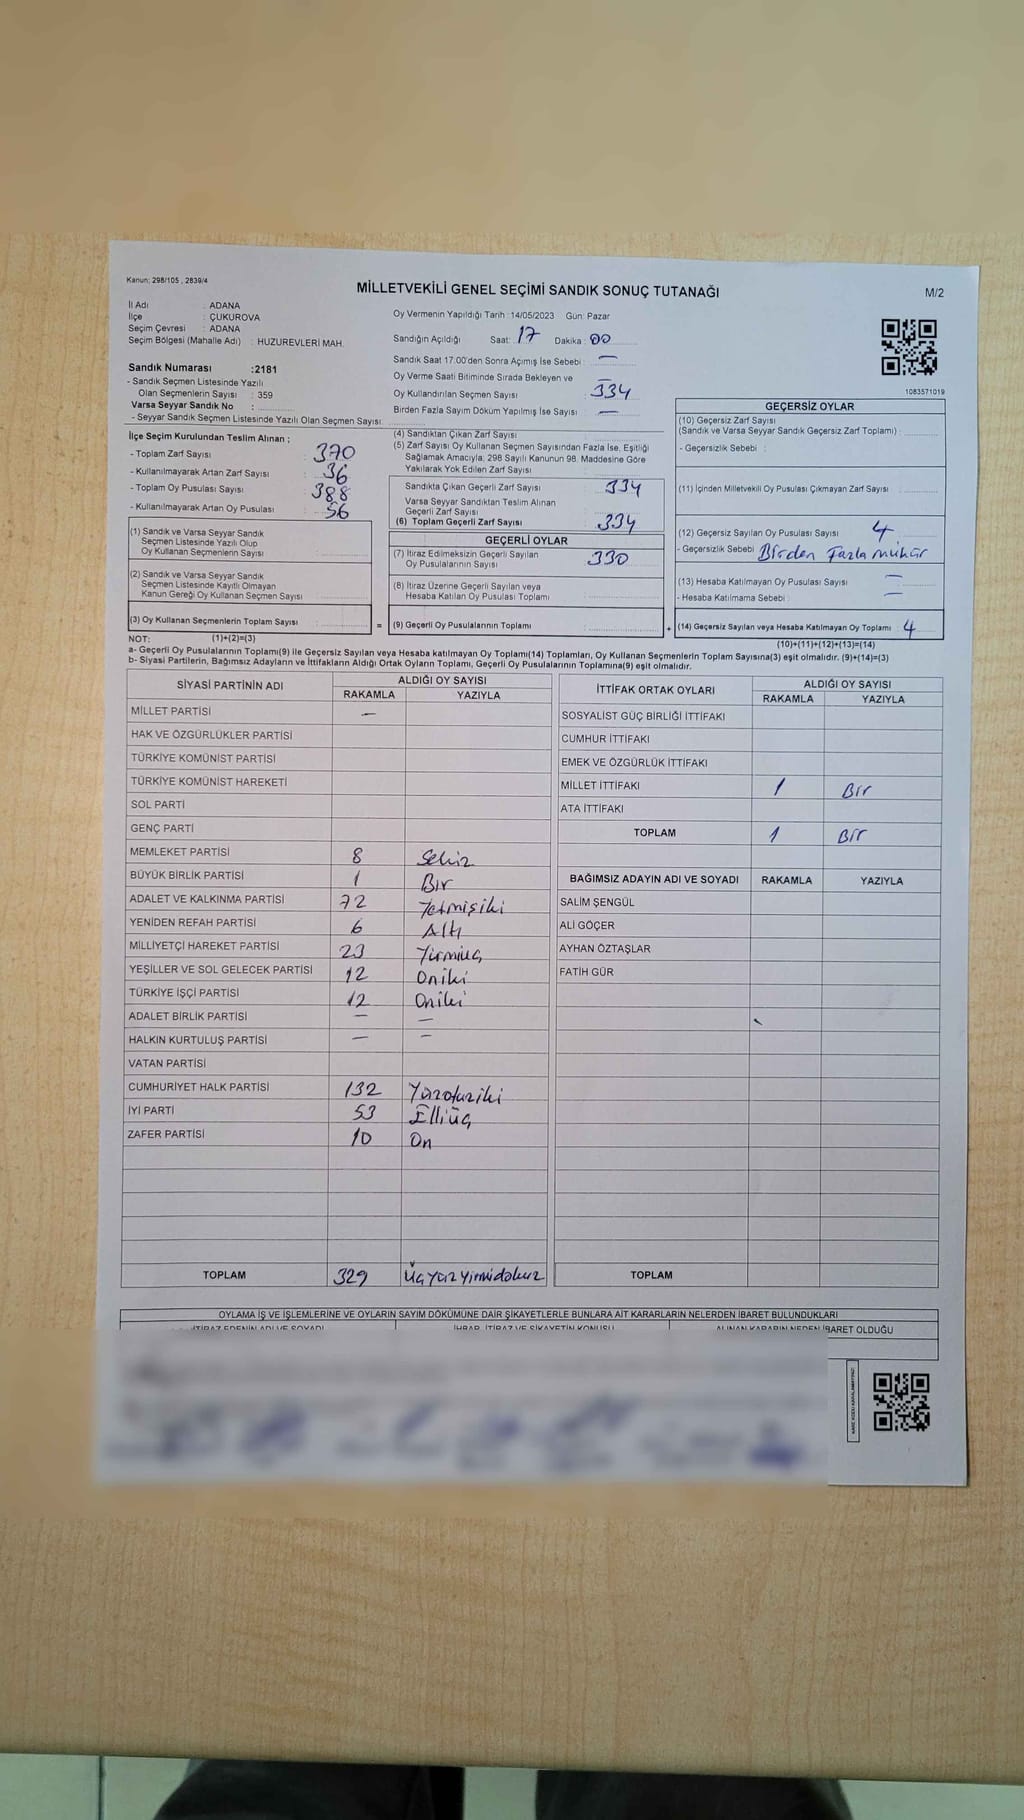 Kanun: 298/105 , 2839/4
MİLLETVEKİLİ GENEL SEÇİMİ SANDIK SONUÇ TUTANAĞI
M/2
İl Adı : ADANA
İlçe : ÇUKUROVA
Seçim Çevresi : ADANA
Seçim Bölgesi (Mahalle Adı) : HUZUREVLERİ MAH.
Sandık Numarası :2181
- Sandık Seçmen Listesinde Yazılı
Olan Seçmenlerin Sayısı : 359
Varsa Seyyar Sandık No :
- Seyyar Sandık Seçmen Listesinde Yazılı Olan Seçmen Sayısı:
Oy Vermenin Yapıldığı Tarih :14/05/2023 Gün: Pazar
Sandığın Açıldığı Saat: 17 Dakika: 00
Sandık Saat 17:00'den Sonra Açımış İse Sebebi : —
Oy Verme Saati Bitiminde Sırada Bekleyen ve —
Oy Kullandırılan Seçmen Sayısı : 334
Birden Fazla Sayım Döküm Yapılmış İse Sayısı : —
1083571019
İlçe Seçim Kurulundan Teslim Alınan ;
- Toplam Zarf Sayısı : 370
- Kullanılmayarak Artan Zarf Sayısı : 36
- Toplam Oy Pusulası Sayısı : 388
- Kullanılmayarak Artan Oy Pusulası : 56
(1) Sandık ve Varsa Seyyar Sandık
Seçmen Listesinde Yazılı Olup
Oy Kullanan Seçmenlerin Sayısı :
(2) Sandık ve Varsa Seyyar Sandık
Seçmen Listesinde Kayıtlı Olmayan
Kanun Gereği Oy Kullanan Seçmen Sayısı :
(3) Oy Kullanan Seçmenlerin Toplam Sayısı :
(4) Sandıktan Çıkan Zarf Sayısı :
(5) Zarf Sayısı Oy Kullanan Seçmen Sayısından Fazla İse, Eşitliği
Sağlamak Amacıyla; 298 Sayılı Kanunun 98. Maddesine Göre
Yakılarak Yok Edilen Zarf Sayısı :
Sandıkta Çıkan Geçerli Zarf Sayısı : 334
Varsa Seyyar Sandıktan Teslim Alınan
Geçerli Zarf Sayısı :
(6) Toplam Geçerli Zarf Sayısı : 334
GEÇERLİ OYLAR
(7) İtiraz Edilmeksizin Geçerli Sayılan
Oy Pusulalarının Sayısı : 330
(8) İtiraz Üzerine Geçerli Sayılan veya
Hesaba Katılan Oy Pusulası Toplamı :
= (9) Geçerli Oy Pusulalarının Toplamı :
GEÇERSİZ OYLAR
(10) Geçersiz Zarf Sayısı
(Sandık ve Varsa Seyyar Sandık Geçersiz Zarf Toplamı) :
- Geçersizlik Sebebi :
(11) İçinden Milletvekili Oy Pusulası Çıkmayan Zarf Sayısı :
(12) Geçersiz Sayılan Oy Pusulası Sayısı : 4
- Geçersizlik Sebebi : Birden Fazla mühür
(13) Hesaba Katılmayan Oy Pusulası Sayısı : —
- Hesaba Katılmama Sebebi : —
+ (14) Geçersiz Sayılan veya Hesaba Katılmayan Oy Toplamı : 4
NOT: (1)+(2)=(3) (10)+(11)+(12)+(13)=(14)
a- Geçerli Oy Pusulalarının Toplamı(9) ile Geçersiz Sayılan veya Hesaba katılmayan Oy Toplamı(14) Toplamları, Oy Kullanan Seçmenlerin Toplam Sayısına(3) eşit olmalıdır. (9)+(14)=(3)
b- Siyasi Partilerin, Bağımsız Adayların ve İttifakların Aldığı Ortak Oyların Toplamı, Geçerli Oy Pusulalarının Toplamına(9) eşit olmalıdır.
SİYASİ PARTİNİN ADI ALDIĞI OY SAYISI
RAKAMLA YAZIYLA
MİLLET PARTİSİ —
HAK VE ÖZGÜRLÜKLER PARTİSİ
TÜRKİYE KOMÜNİST PARTİSİ
TÜRKİYE KOMÜNİST HAREKETİ
SOL PARTİ
GENÇ PARTİ
MEMLEKET PARTİSİ 8 Sekiz
BÜYÜK BİRLİK PARTİSİ 1 Bir
ADALET VE KALKINMA PARTİSİ 72 Yetmişiki
YENİDEN REFAH PARTİSİ 6 Altı
MİLLİYETÇİ HAREKET PARTİSİ 23 Yirmiüç
YEŞİLLER VE SOL GELECEK PARTİSİ 12 Oniki
TÜRKİYE İŞÇİ PARTİSİ 12 Oniki
ADALET BİRLİK PARTİSİ — —
HALKIN KURTULUŞ PARTİSİ — —
VATAN PARTİSİ
CUMHURİYET HALK PARTİSİ 132 Yüzotuziki
İYİ PARTİ 53 Elliüç
ZAFER PARTİSİ 10 On
TOPLAM 329 Üçyüzyirmidokuz
İTTİFAK ORTAK OYLARI ALDIĞI OY SAYISI
RAKAMLA YAZIYLA
SOSYALİST GÜÇ BİRLİĞİ İTTİFAKI
CUMHUR İTTİFAKI
EMEK VE ÖZGÜRLÜK İTTİFAKI
MİLLET İTTİFAKI 1 Bir
ATA İTTİFAKI
TOPLAM 1 Bir
BAĞIMSIZ ADAYIN ADI VE SOYADI RAKAMLA YAZIYLA
SALİM ŞENGÜL
ALİ GÖÇER
AYHAN ÖZTAŞLAR
FATİH GÜR
TOPLAM
OYLAMA İŞ VE İŞLEMLERİNE VE OYLARIN SAYIM DÖKÜMÜNE DAİR ŞİKAYETLERLE BUNLARA AİT KARARLARIN NELERDEN İBARET BULUNDUKLARI
İTİRAZ EDENİN ADI VE SOYADI İHBAR, İTİRAZ VE ŞİKAYETİN KONUSU ALINAN KARARIN NEDEN İBARET OLDUĞU